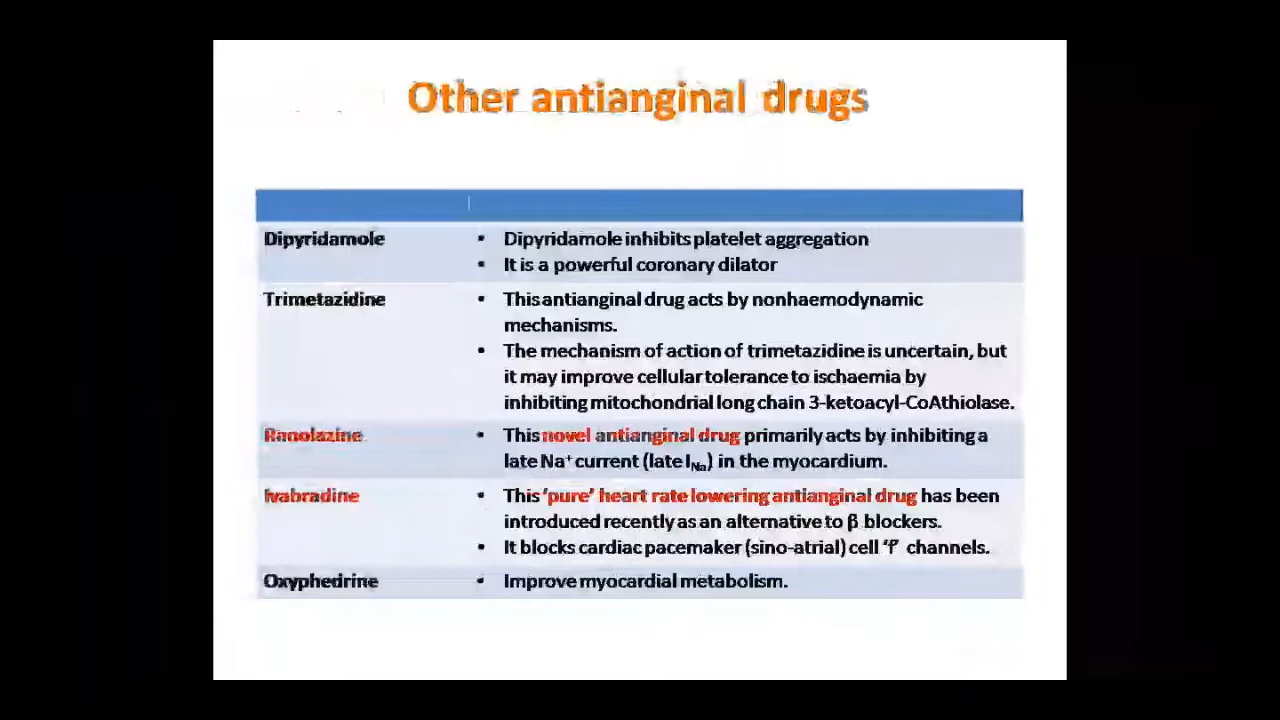 Other antianginal drugs
Dipyridamole
• Dipyridamole inhibits platelet aggregation
• It is a powerful coronary dilator
Trimetazidine
• This antianginal drug acts by nonhaemodynamic
mechanisms.
• The mechanism of action of trimetazidine is uncertain, but
it may improve cellular tolerance to ischaemia by
inhibiting mitochondrial long chain 3-ketoacyl-CoAthiolase.
Ranolazine
• This novel antianginal drug primarily acts by inhibiting a
late Na⁺ current (late INa) in the myocardium.
Ivabradine
• This ‘pure’ heart rate lowering antianginal drug has been
introduced recently as an alternative to β blockers.
• It blocks cardiac pacemaker (sino-atrial) cell ‘f’ channels.
Oxyphedrine
• Improve myocardial metabolism.